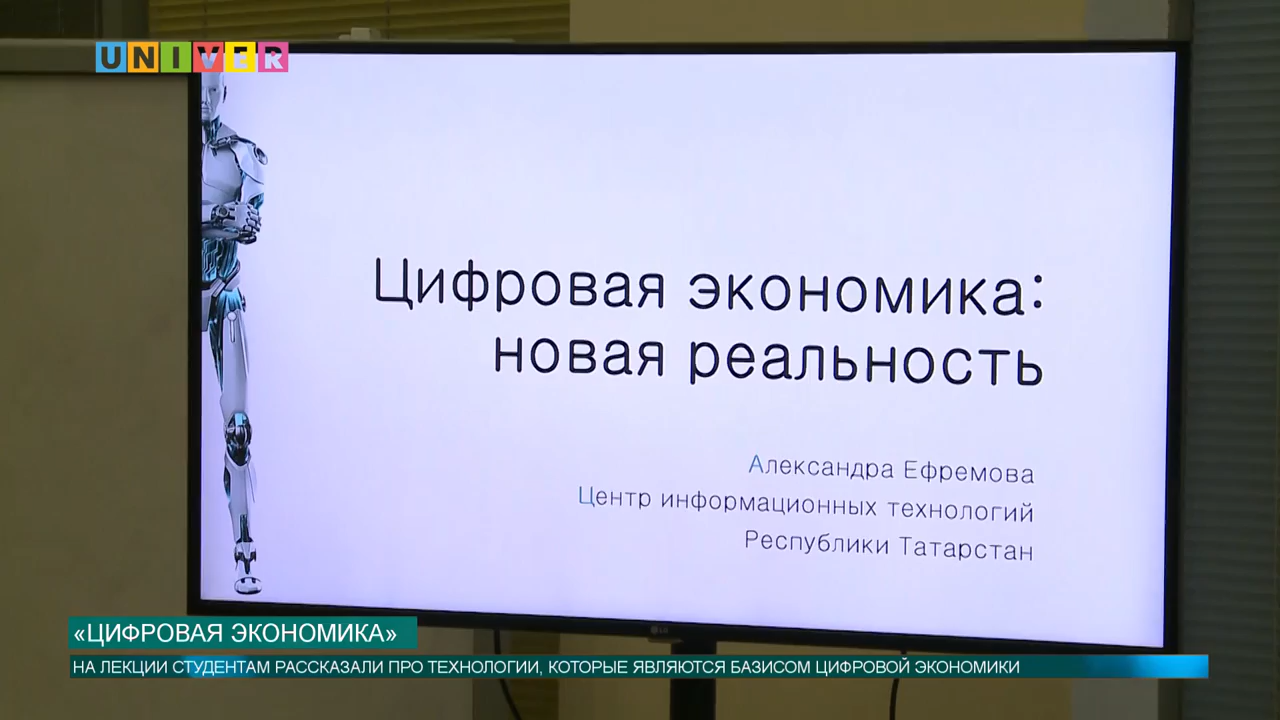 UNIVER
Цифровая экономика:
новая реальность
Александра Ефремова
Центр информационных технологий
Республики Татарстан
LG
«ЦИФРОВАЯ ЭКОНОМИКА»
НА ЛЕКЦИИ СТУДЕНТАМ РАССКАЗАЛИ ПРО ТЕХНОЛОГИИ, КОТОРЫЕ ЯВЛЯЮТСЯ БАЗИСОМ ЦИФРОВОЙ ЭКОНОМИКИ